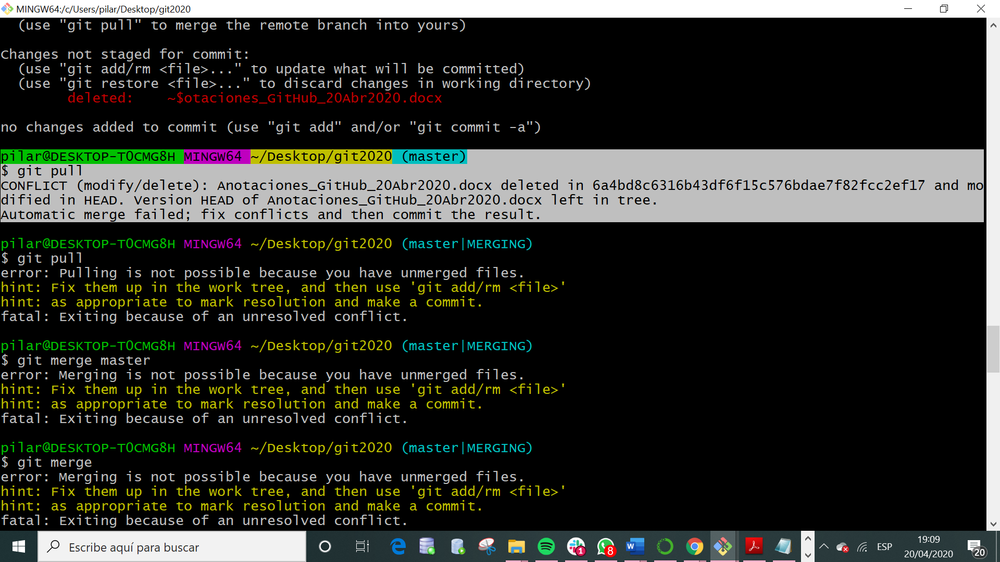 MINGW64:/c/Users/pilar/Desktop/git2020
(use "git pull" to merge the remote branch into yours)
Changes not staged for commit:
(use "git add/rm <file>..." to update what will be committed)
(use "git restore <file>..." to discard changes in working directory)
deleted:    ~$otaciones_GitHub_20Abr2020.docx
no changes added to commit (use "git add" and/or "git commit -a")
pilar@DESKTOP-T0CMG8H MINGW64 ~/Desktop/git2020 (master)
$ git pull
CONFLICT (modify/delete): Anotaciones_GitHub_20Abr2020.docx deleted in 6a4bd8c6316b43df6f15c576bdae7f82fcc2ef17 and mo
dified in HEAD. Version HEAD of Anotaciones_GitHub_20Abr2020.docx left in tree.
Automatic merge failed; fix conflicts and then commit the result.
pilar@DESKTOP-T0CMG8H MINGW64 ~/Desktop/git2020 (master|MERGING)
$ git pull
error: Pulling is not possible because you have unmerged files.
hint: Fix them up in the work tree, and then use 'git add/rm <file>'
hint: as appropriate to mark resolution and make a commit.
fatal: Exiting because of an unresolved conflict.
pilar@DESKTOP-T0CMG8H MINGW64 ~/Desktop/git2020 (master|MERGING)
$ git merge master
error: Merging is not possible because you have unmerged files.
hint: Fix them up in the work tree, and then use 'git add/rm <file>'
hint: as appropriate to mark resolution and make a commit.
fatal: Exiting because of an unresolved conflict.
pilar@DESKTOP-T0CMG8H MINGW64 ~/Desktop/git2020 (master|MERGING)
$ git merge
error: Merging is not possible because you have unmerged files.
hint: Fix them up in the work tree, and then use 'git add/rm <file>'
hint: as appropriate to mark resolution and make a commit.
fatal: Exiting because of an unresolved conflict.
Escribe aquí para buscar
1
8
W
ESP
19:09
20/04/2020
20